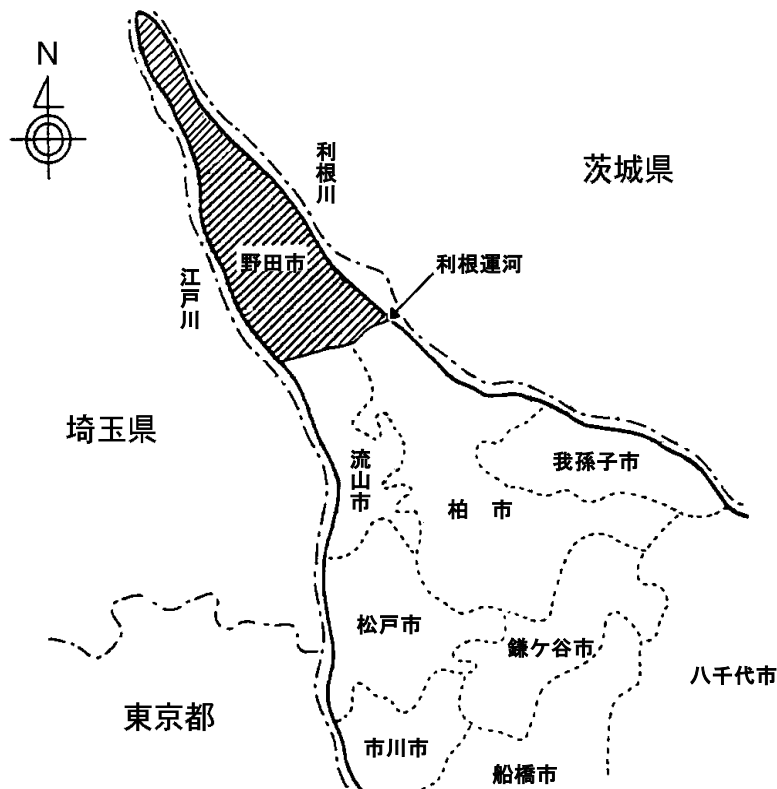 N
利根川
茨城県
野田市
利根運河
江戸川
埼玉県
流山市
我孫子市
柏 市
松戸市
鎌ケ谷市
八千代市
東京都
市川市
船橋市